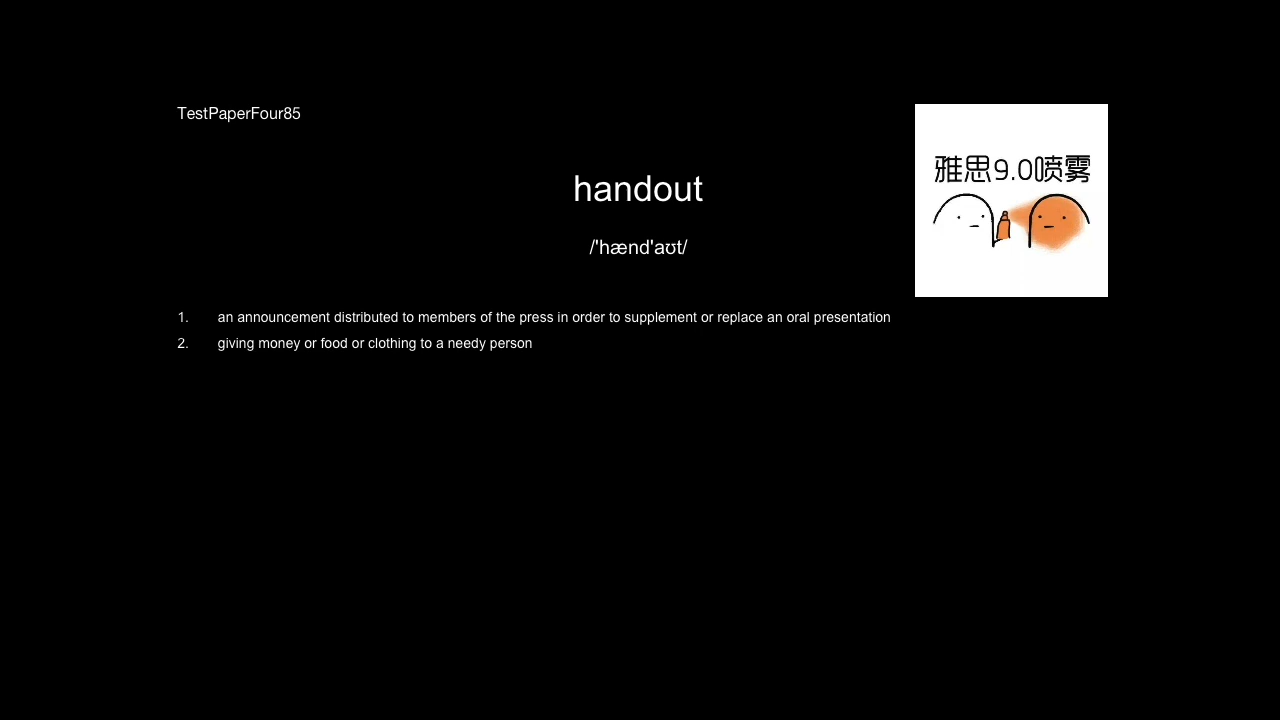 TestPaperFour85
雅思9.0喷雾
handout
/'hænd'aʊt/
1. an announcement distributed to members of the press in order to supplement or replace an oral presentation
2. giving money or food or clothing to a needy person